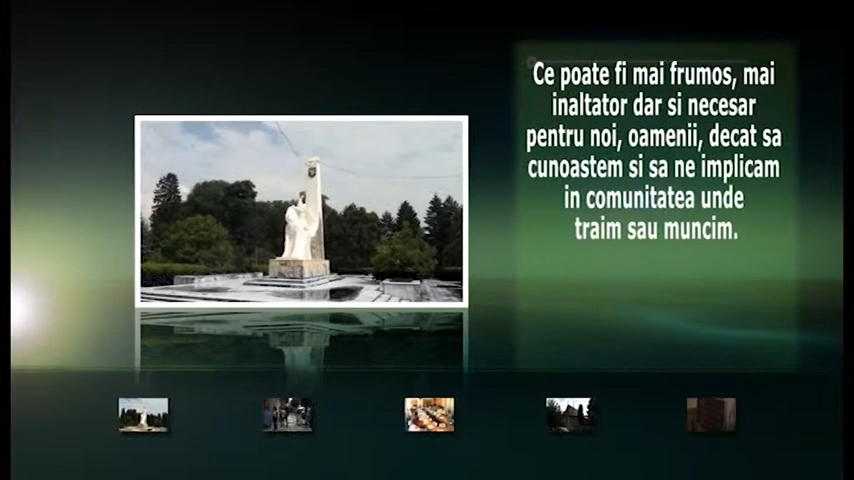 Ce poate fi mai frumos, mai
inaltator dar si necesar
pentru noi, oamenii, decat sa
cunoastem si sa ne implicam
in comunitatea unde
traim sau muncim.